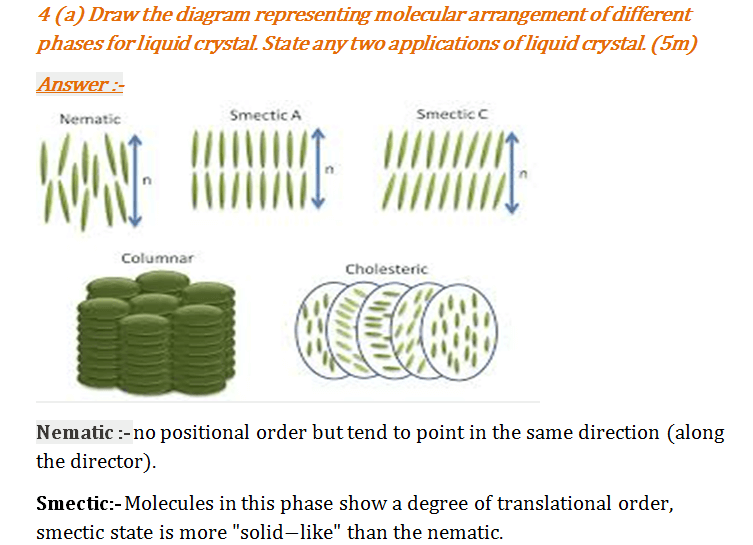 4 (a) Draw the diagram representing molecular arrangement of different
phases for liquid crystal. State any two applications of liquid crystal. (5m)
Answer :-
Nematic
Smectic A
Smectic C
n
n
n
Columnar
Cholesteric
Nematic :- no positional order but tend to point in the same direction (along
the director).
Smectic:- Molecules in this phase show a degree of translational order,
smectic state is more "solid−like" than the nematic.